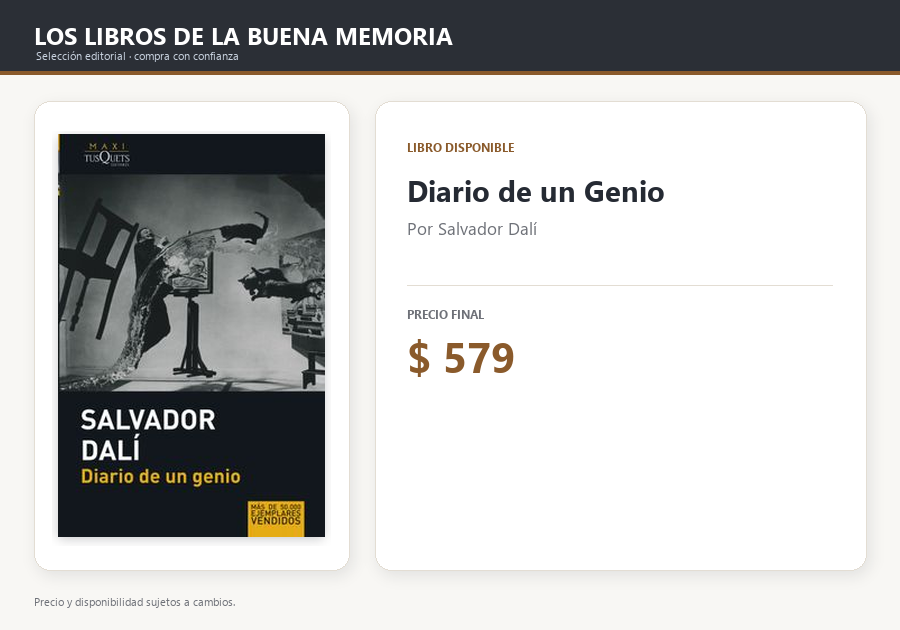 LOS LIBROS DE LA BUENA MEMORIA
Selección editorial · compra con confianza
MAXI
TUSQUETS
EDITORES
SALVADOR
DALÍ
Diario de un genio
MÁS DE 50.000
EJEMPLARES
VENDIDOS
LIBRO DISPONIBLE
Diario de un Genio
Por Salvador Dalí
PRECIO FINAL
$ 579
Precio y disponibilidad sujetos a cambios.